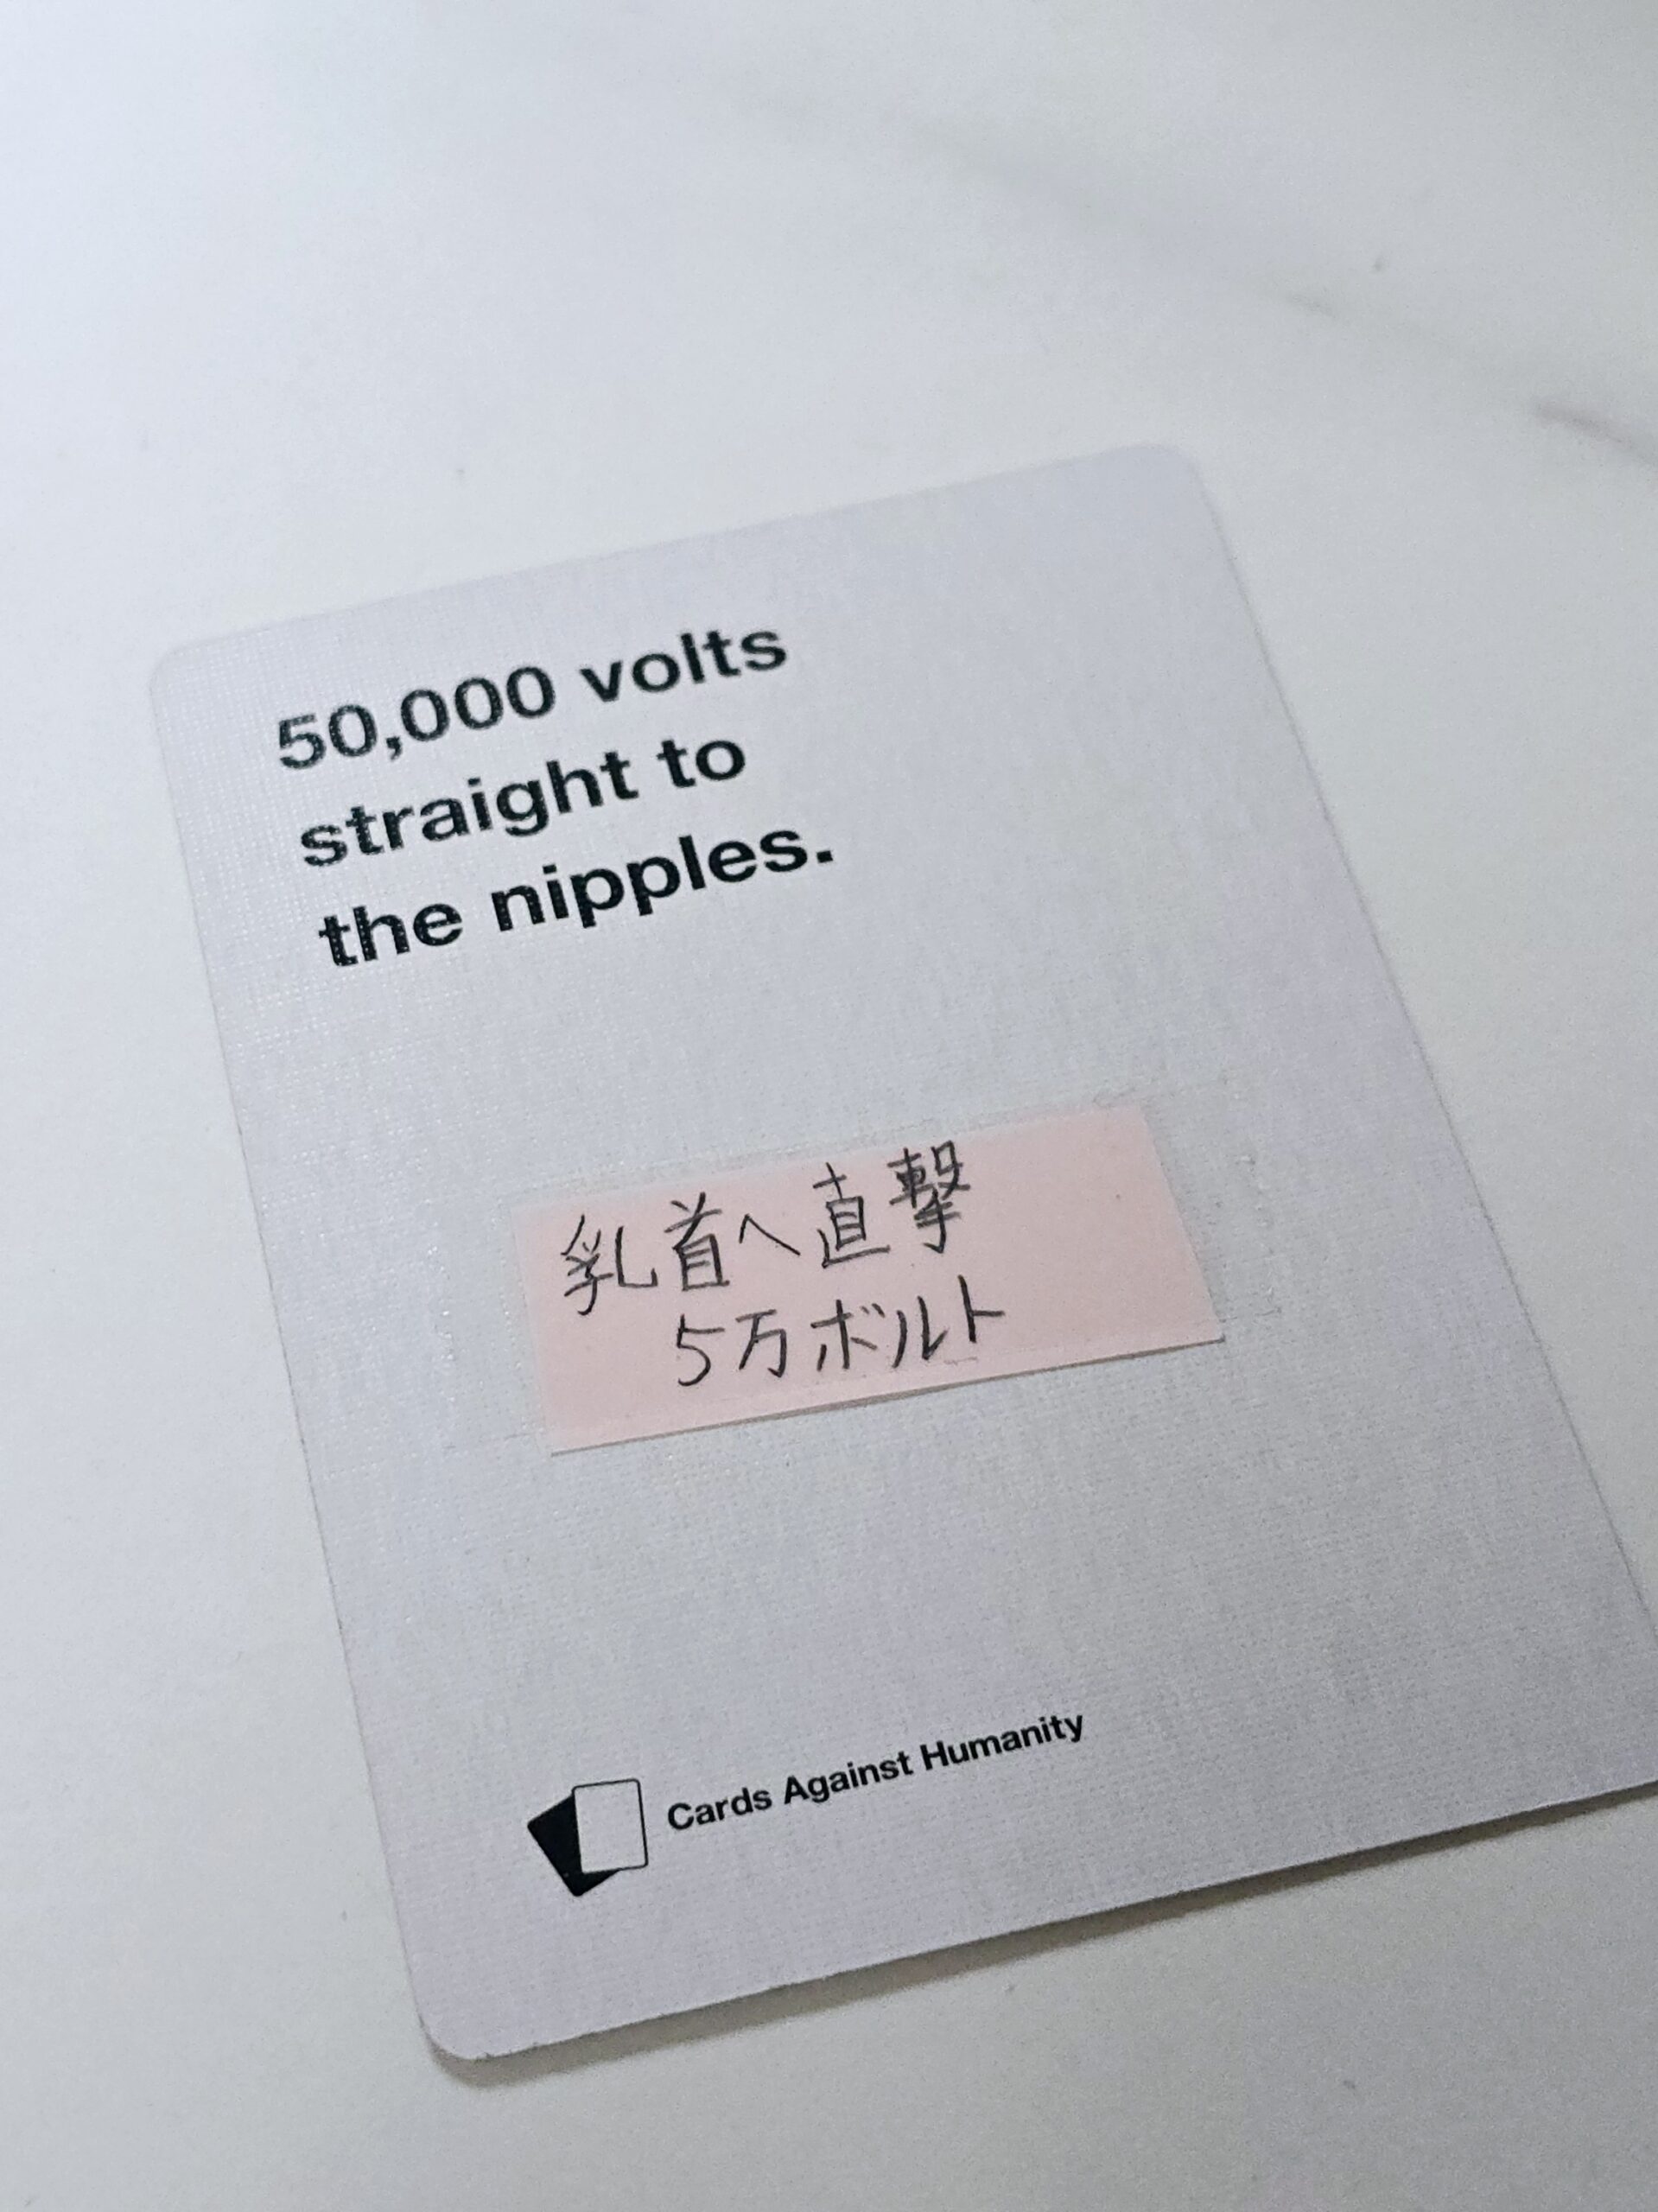 50,000 volts
straight to
the nipples.
乳首へ直撃
5万ボルト
Cards Against Humanity